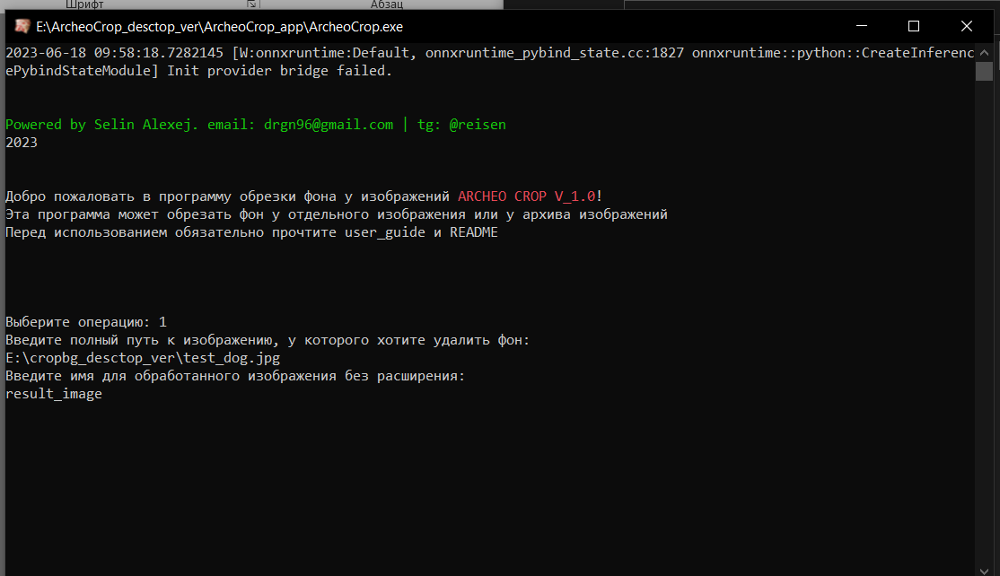 Шрифт
Абзац
E:\ArcheoCrop_desctop_ver\ArcheoCrop_app\ArcheoCrop.exe
2023-06-18 09:58:18.7282145 [W:onnxruntime:Default, onnxruntime_pybind_state.cc:1827 onnxruntime::python::CreateInferenc
ePybindStateModule] Init provider bridge failed.
Powered by Selin Alexej. email: drgn96@gmail.com | tg: @reisen
2023
Добро пожаловать в программу обрезки фона у изображений ARCHEO CROP V_1.0!
Эта программа может обрезать фон у отдельного изображения или у архива изображений
Перед использованием обязательно прочтите user_guide и README
Выберите операцию: 1
Введите полный путь к изображению, у которого хотите удалить фон:
E:\cropbg_desctop_ver\test_dog.jpg
Введите имя для обработанного изображения без расширения:
result_image